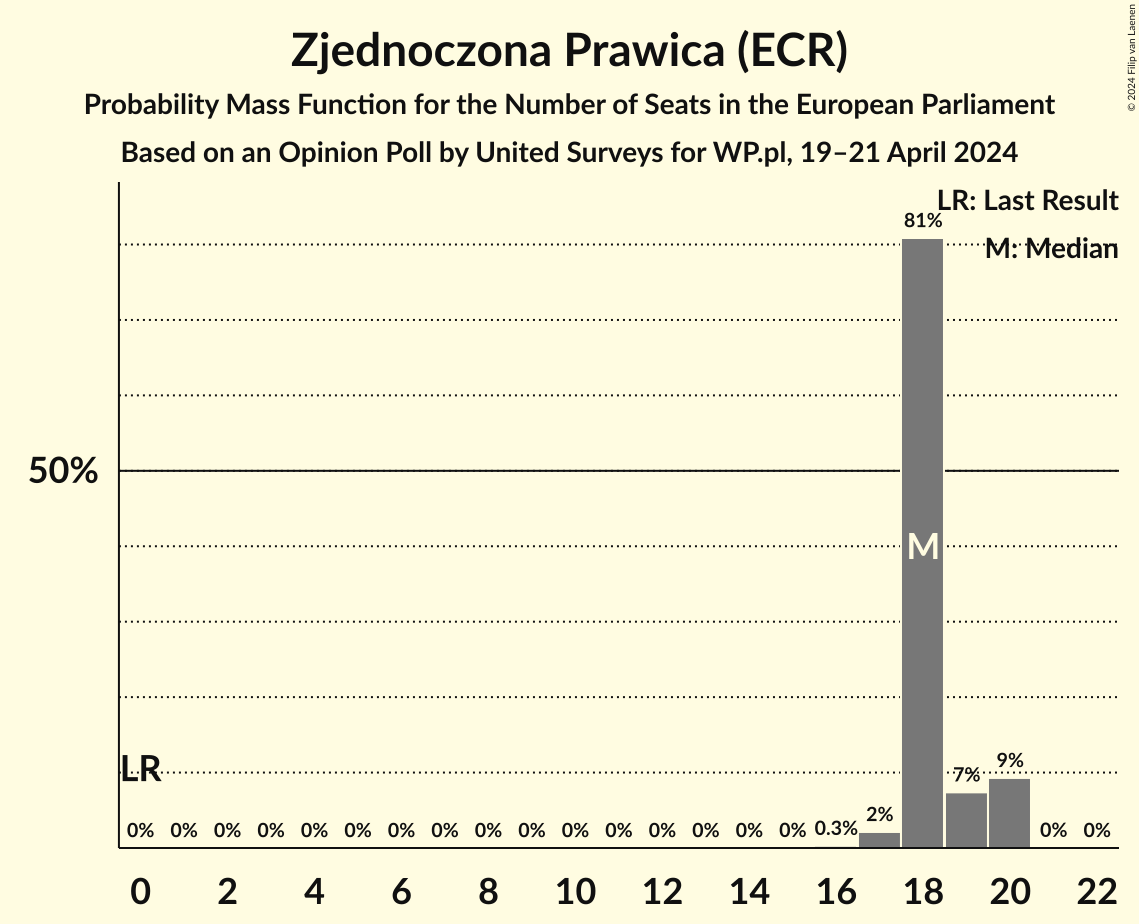 Zjednoczona Prawica (ECR)
Probability Mass Function for the Number of Seats in the European Parliament
Based on an Opinion Poll by United Surveys for WP.pl, 19–21 April 2024
© 2024 Filip van Laenen
LR: Last Result
M: Median
81%
50%
M
LR
0% 0% 0% 0% 0% 0% 0% 0% 0% 0% 0% 0% 0% 0% 0% 0% 0.3% 2% 7% 9% 0% 0%
0 2 4 6 8 10 12 14 16 18 20 22